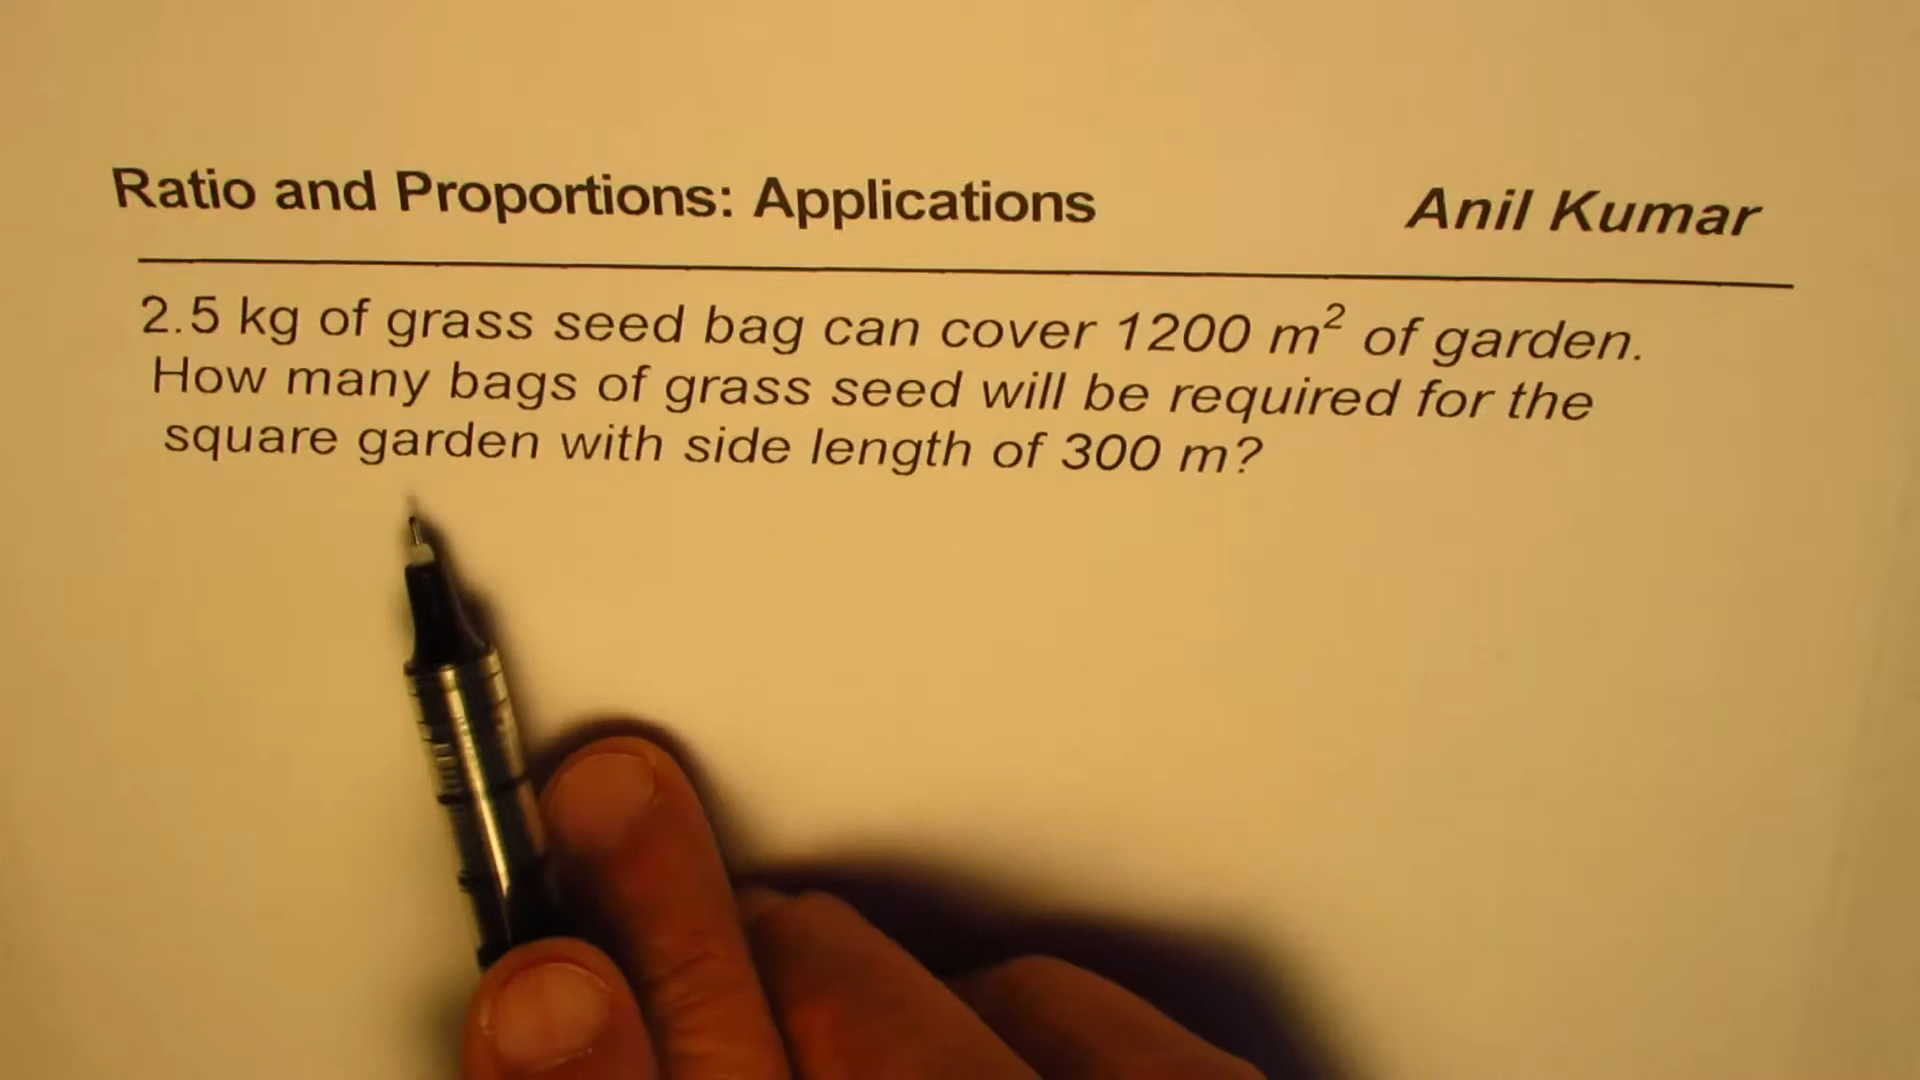 Ratio and Proportions: Applications
Anil Kumar
2.5 kg of grass seed bag can cover 1200 m² of garden.
How many bags of grass seed will be required for the
square garden with side length of 300 m?